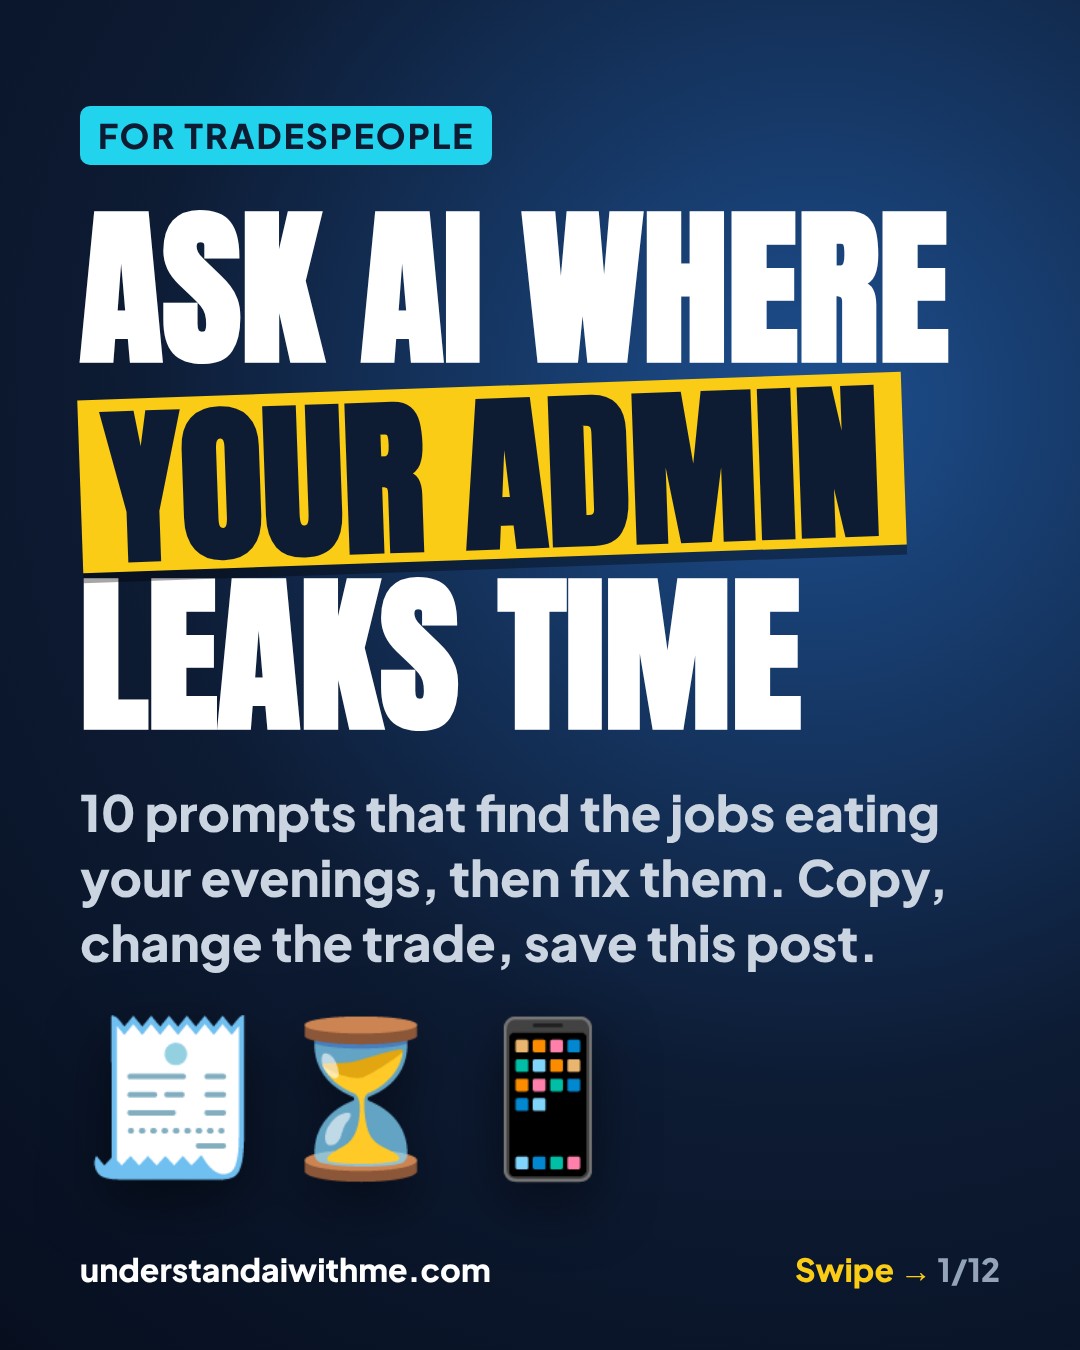 FOR TRADESPEOPLE
ASK AI WHERE
YOUR ADMIN
LEAKS TIME
10 prompts that find the jobs eating
your evenings, then fix them. Copy,
change the trade, save this post.
understandaiwithme.com
Swipe → 1/12